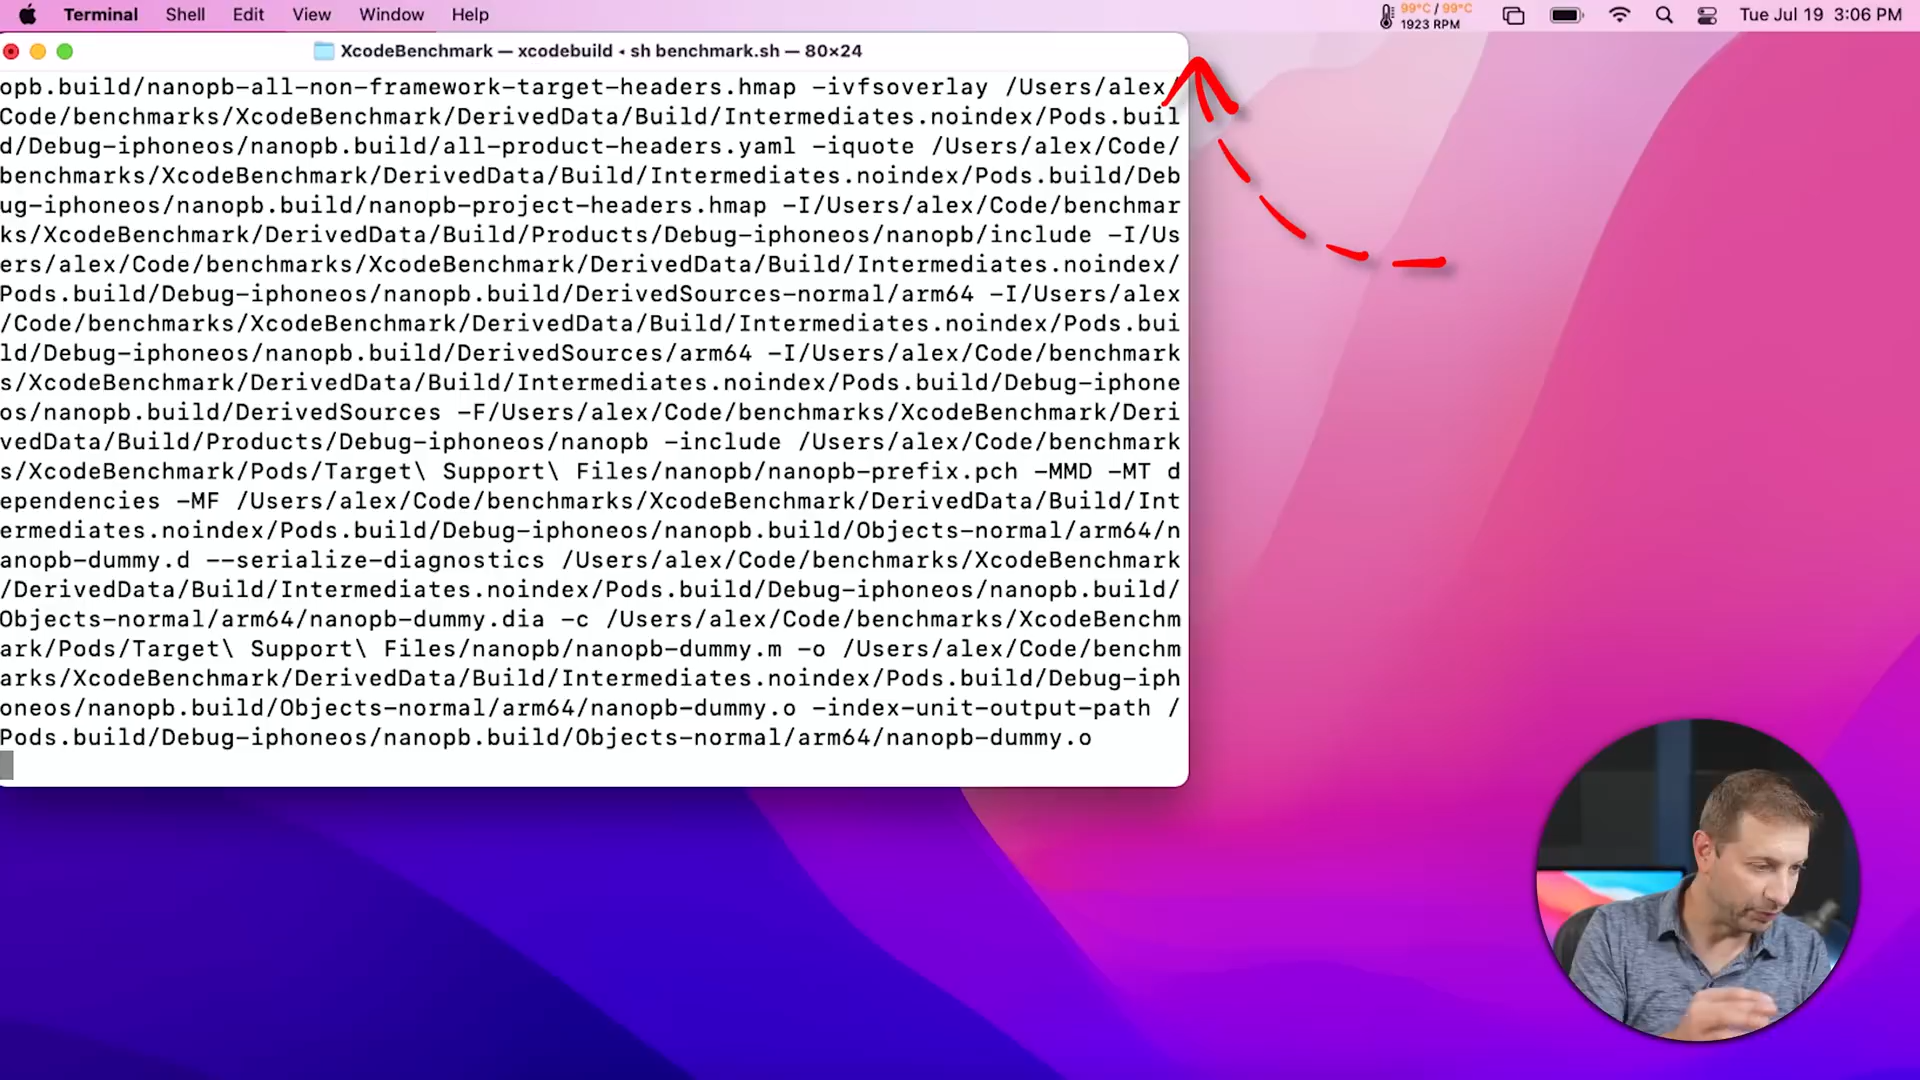 Terminal Shell Edit View Window Help 99°C / 99°C 1923 RPM Tue Jul 19 3:06 PM
XcodeBenchmark — xcodebuild ◂ sh benchmark.sh — 80×24
opb.build/nanopb-all-non-framework-target-headers.hmap -ivfsoverlay /Users/alex/
Code/benchmarks/XcodeBenchmark/DerivedData/Build/Intermediates.noindex/Pods.buil
d/Debug-iphoneos/nanopb.build/all-product-headers.yaml -iquote /Users/alex/Code/
benchmarks/XcodeBenchmark/DerivedData/Build/Intermediates.noindex/Pods.build/Deb
ug-iphoneos/nanopb.build/nanopb-project-headers.hmap -I/Users/alex/Code/benchmar
ks/XcodeBenchmark/DerivedData/Build/Products/Debug-iphoneos/nanopb/include -I/Us
ers/alex/Code/benchmarks/XcodeBenchmark/DerivedData/Build/Intermediates.noindex/
Pods.build/Debug-iphoneos/nanopb.build/DerivedSources-normal/arm64 -I/Users/alex
/Code/benchmarks/XcodeBenchmark/DerivedData/Build/Intermediates.noindex/Pods.bui
ld/Debug-iphoneos/nanopb.build/DerivedSources/arm64 -I/Users/alex/Code/benchmark
s/XcodeBenchmark/DerivedData/Build/Intermediates.noindex/Pods.build/Debug-iphone
os/nanopb.build/DerivedSources -F/Users/alex/Code/benchmarks/XcodeBenchmark/Deri
vedData/Build/Products/Debug-iphoneos/nanopb -include /Users/alex/Code/benchmark
s/XcodeBenchmark/Pods/Target\ Support\ Files/nanopb/nanopb-prefix.pch -MMD -MT d
ependencies -MF /Users/alex/Code/benchmarks/XcodeBenchmark/DerivedData/Build/Int
ermediates.noindex/Pods.build/Debug-iphoneos/nanopb.build/Objects-normal/arm64/n
anopb-dummy.d --serialize-diagnostics /Users/alex/Code/benchmarks/XcodeBenchmark
/DerivedData/Build/Intermediates.noindex/Pods.build/Debug-iphoneos/nanopb.build/
Objects-normal/arm64/nanopb-dummy.dia -c /Users/alex/Code/benchmarks/XcodeBenchm
ark/Pods/Target\ Support\ Files/nanopb/nanopb-dummy.m -o /Users/alex/Code/benchm
arks/XcodeBenchmark/DerivedData/Build/Intermediates.noindex/Pods.build/Debug-iph
oneos/nanopb.build/Objects-normal/arm64/nanopb-dummy.o -index-unit-output-path /
Pods.build/Debug-iphoneos/nanopb.build/Objects-normal/arm64/nanopb-dummy.o